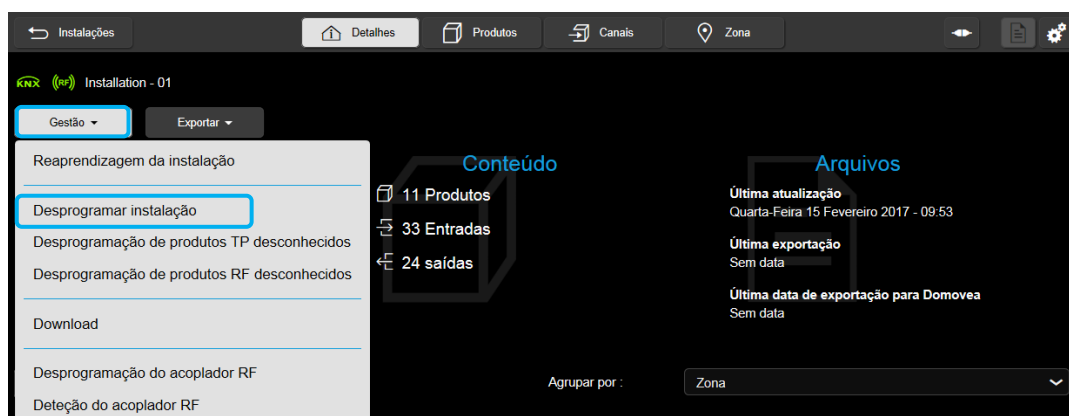 Instalações
Detalhes
Produtos
Canais
Zona
KNX ((RF)) Installation - 01
Gestão
Exportar
Reaprendizagem da instalação
Desprogramar instalação
Desprogramação de produtos TP desconhecidos
Desprogramação de produtos RF desconhecidos
Download
Desprogramação do acoplador RF
Deteção do acoplador RF
Conteúdo
11 Produtos
33 Entradas
24 saídas
Arquivos
Última atualização
Quarta-Feira 15 Fevereiro 2017 - 09:53
Última exportação
Sem data
Última data de exportação para Domovea
Sem data
Agrupar por :
Zona